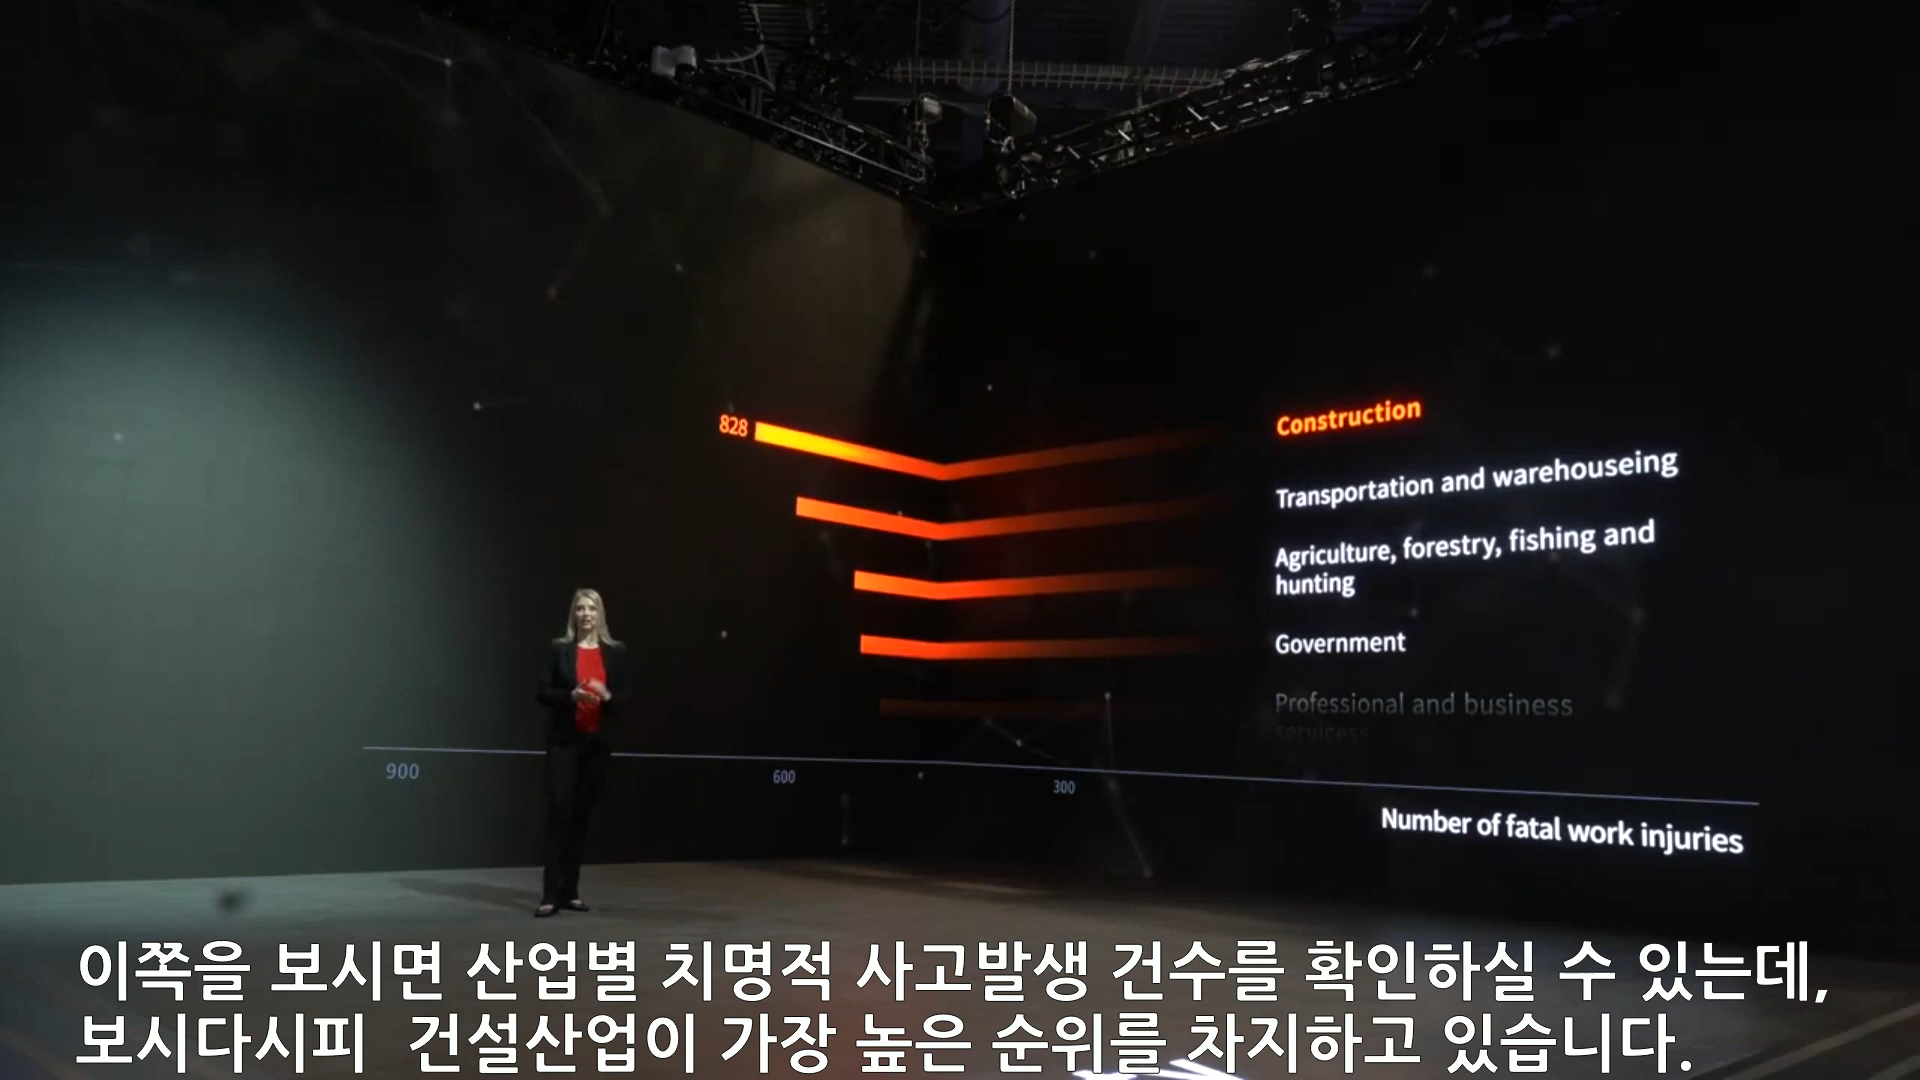 828
Construction
Transportation and warehouseing
Agriculture, forestry, fishing and
hunting
Government
Professional and business
servicess
900
600
300
Number of fatal work injuries
이쪽을 보시면 산업별 치명적 사고발생 건수를 확인하실 수 있는데,
보시다시피 건설산업이 가장 높은 순위를 차지하고 있습니다.